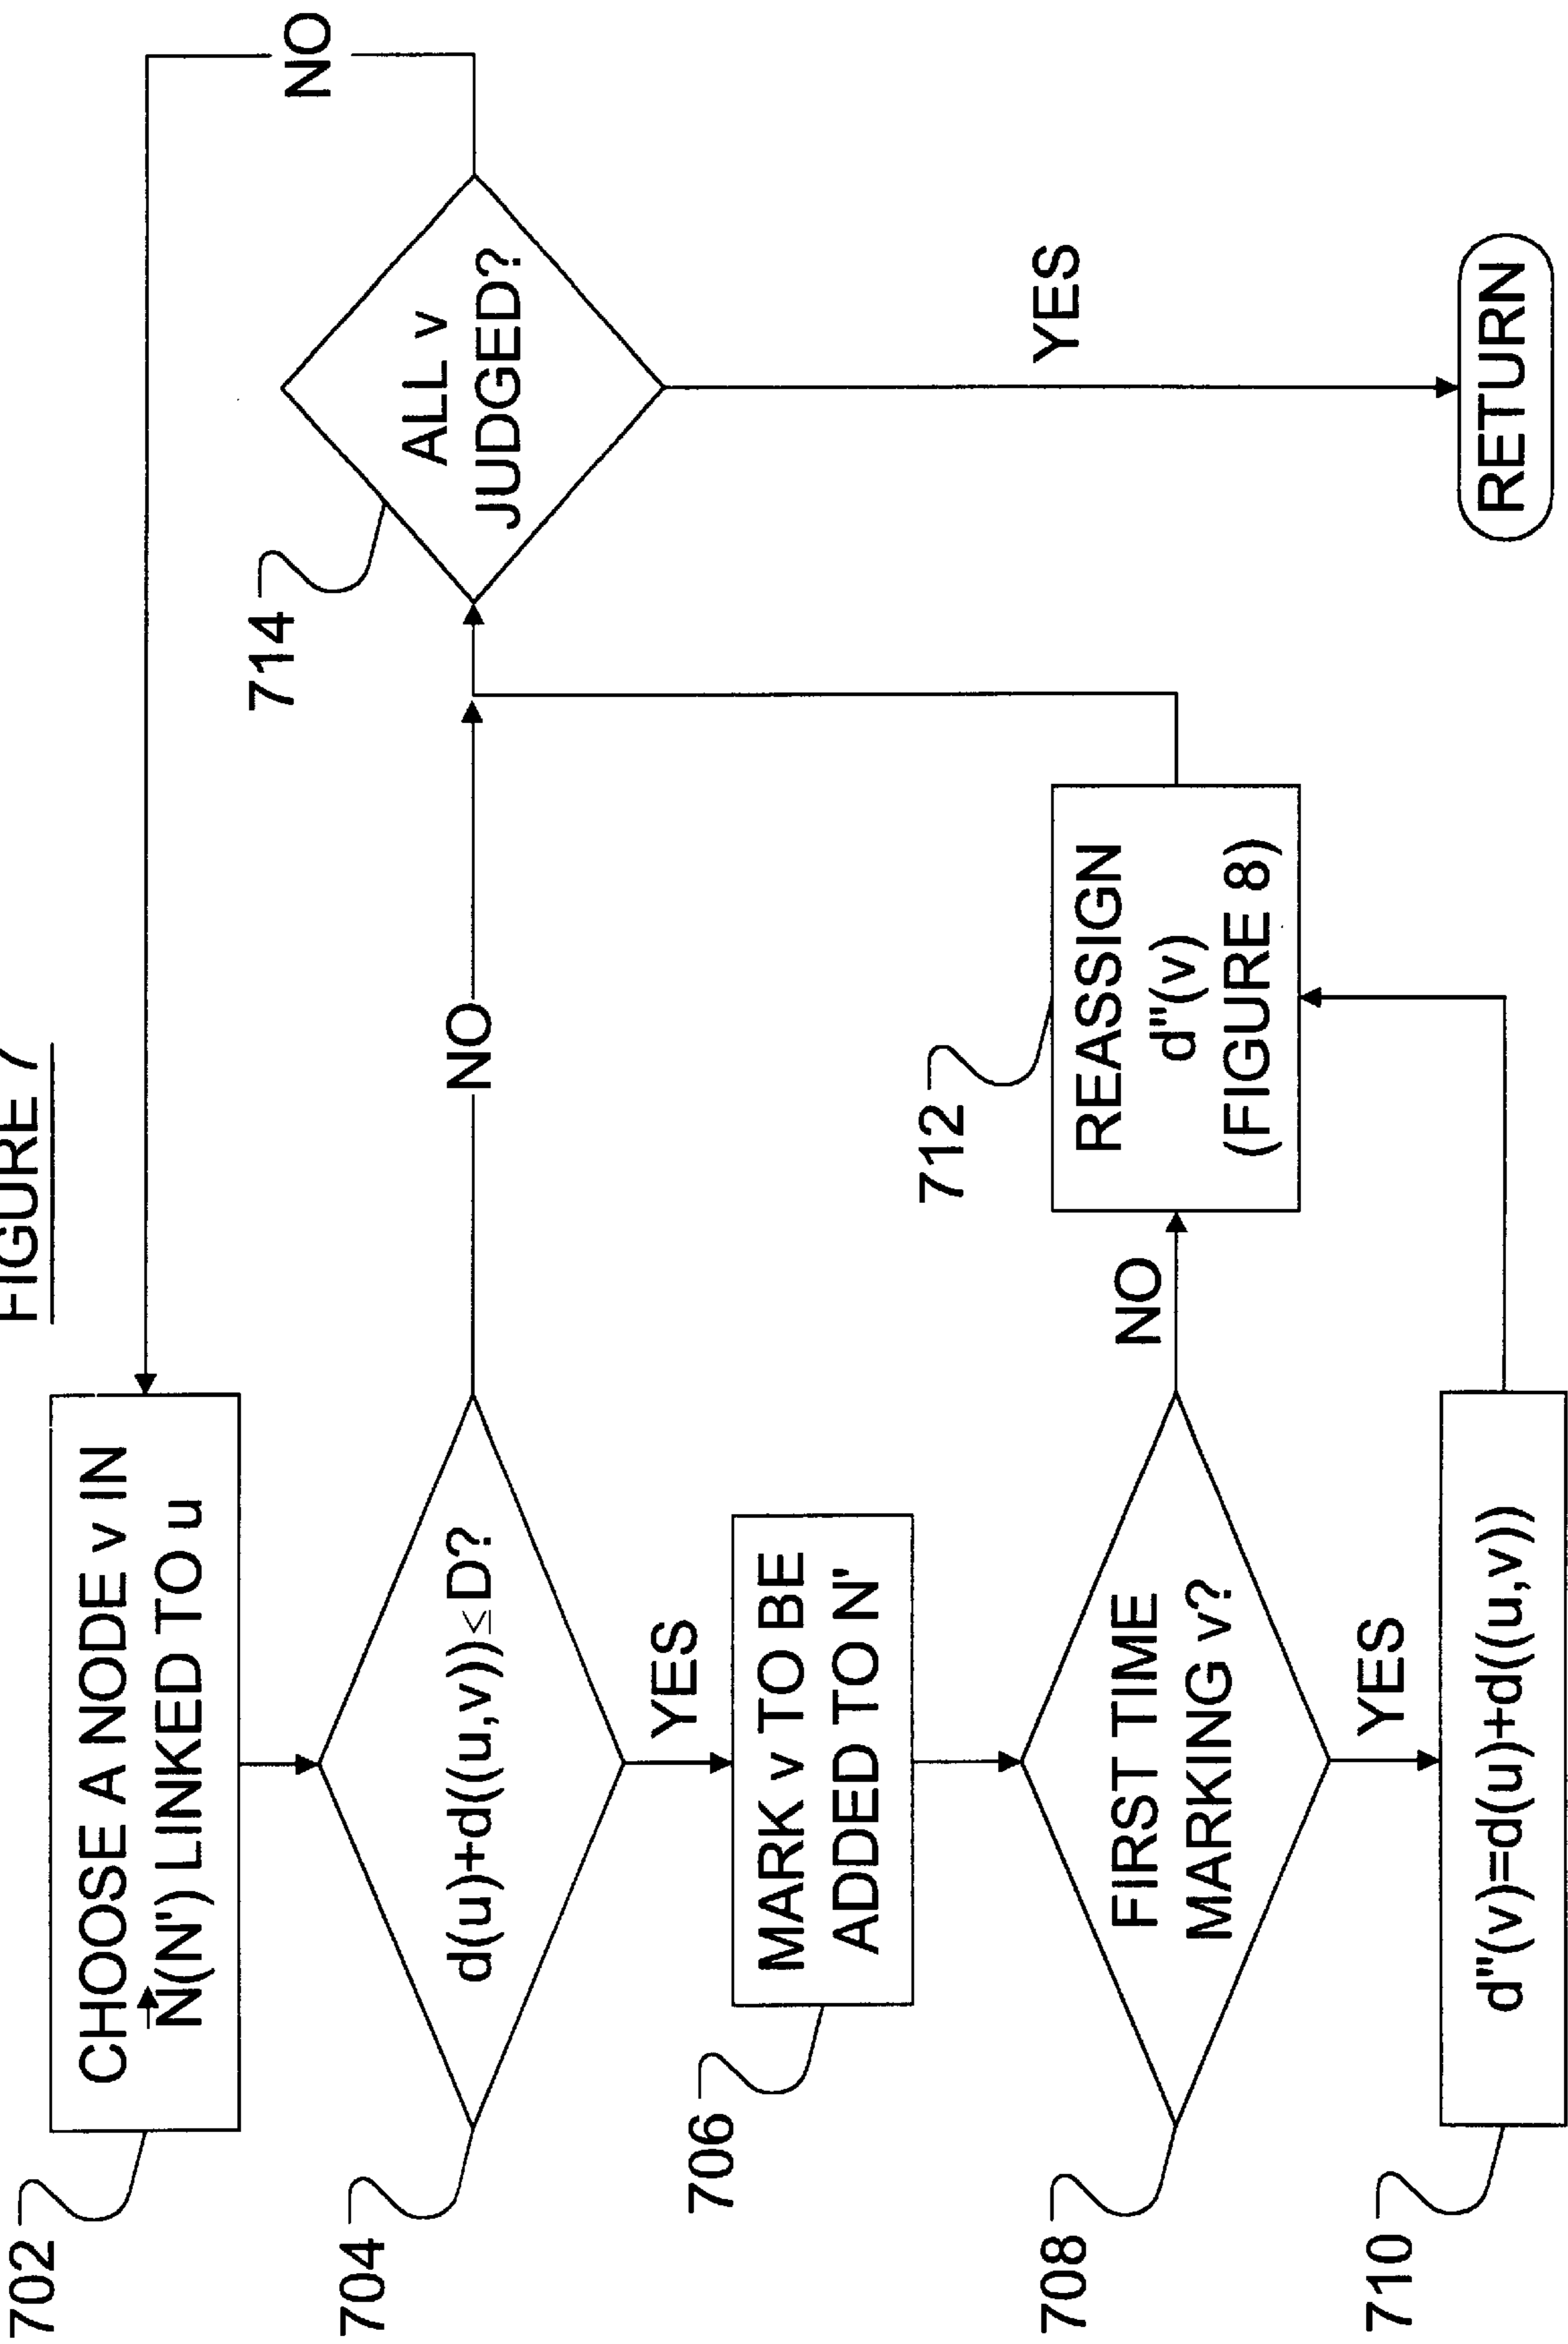 FIGURE 7
702
CHOOSE A NODE v IN
N⃗(N') LINKED TO u
NO
704
d(u)+d((u,v))≤D?
NO
714
ALL v
JUDGED?
YES
706
MARK v TO BE
ADDED TO N'
YES
RETURN
708
FIRST TIME
MARKING v?
NO
712
REASSIGN
d"(v)
(FIGURE 8)
YES
710
d"(v)=d(u)+d((u,v))